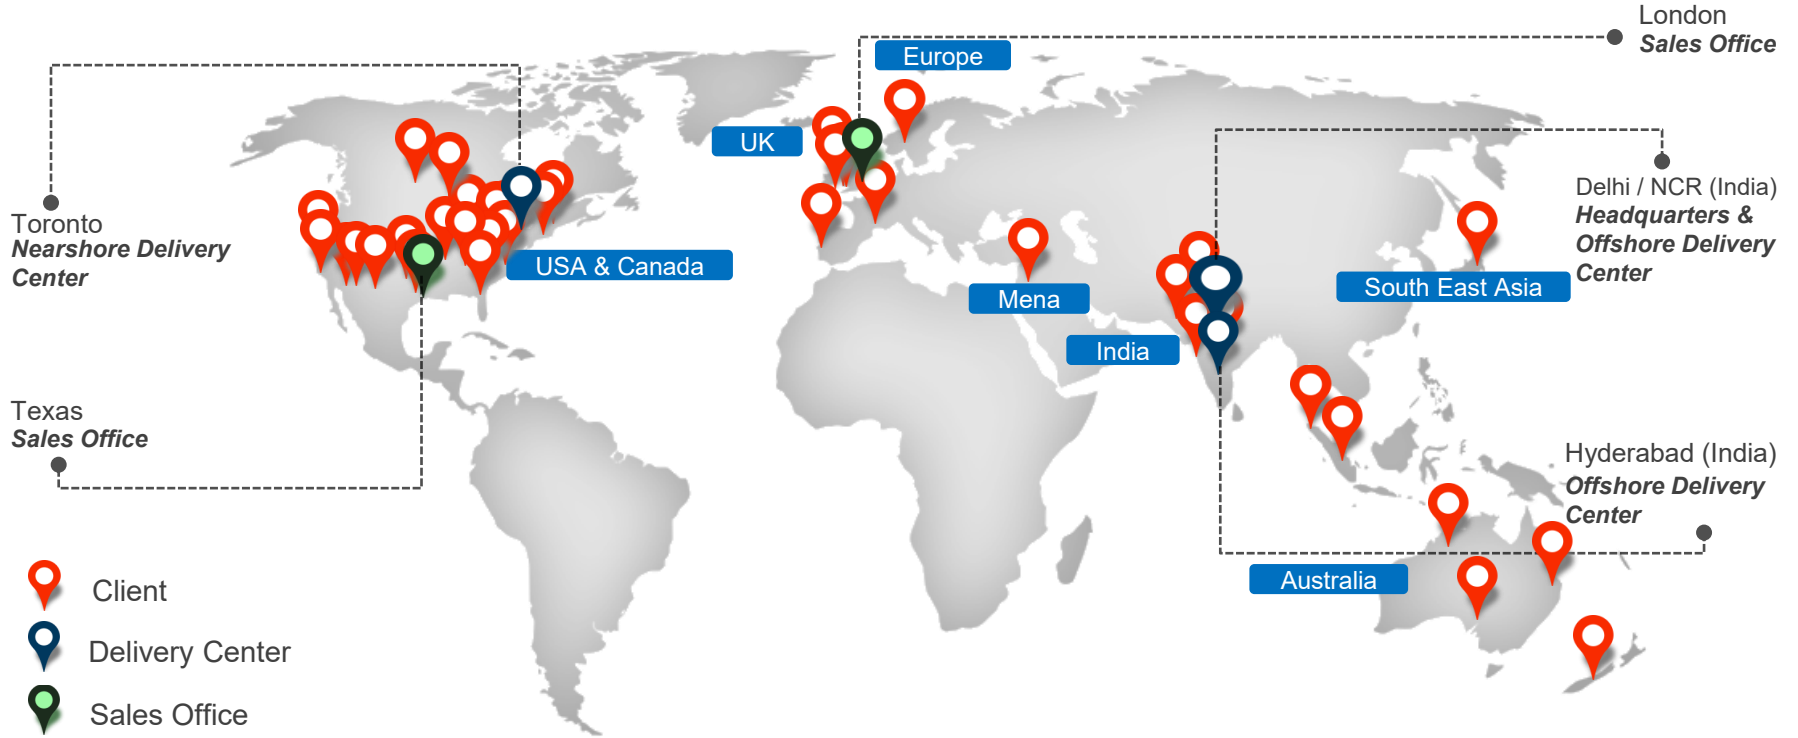 London
Sales Office
Europe
UK
Delhi / NCR (India)
Headquarters &
Offshore Delivery
Center
Toronto
Nearshore Delivery
Center
USA & Canada
Mena
South East Asia
India
Texas
Sales Office
Hyderabad (India)
Offshore Delivery
Center
Australia
Client
Delivery Center
Sales Office